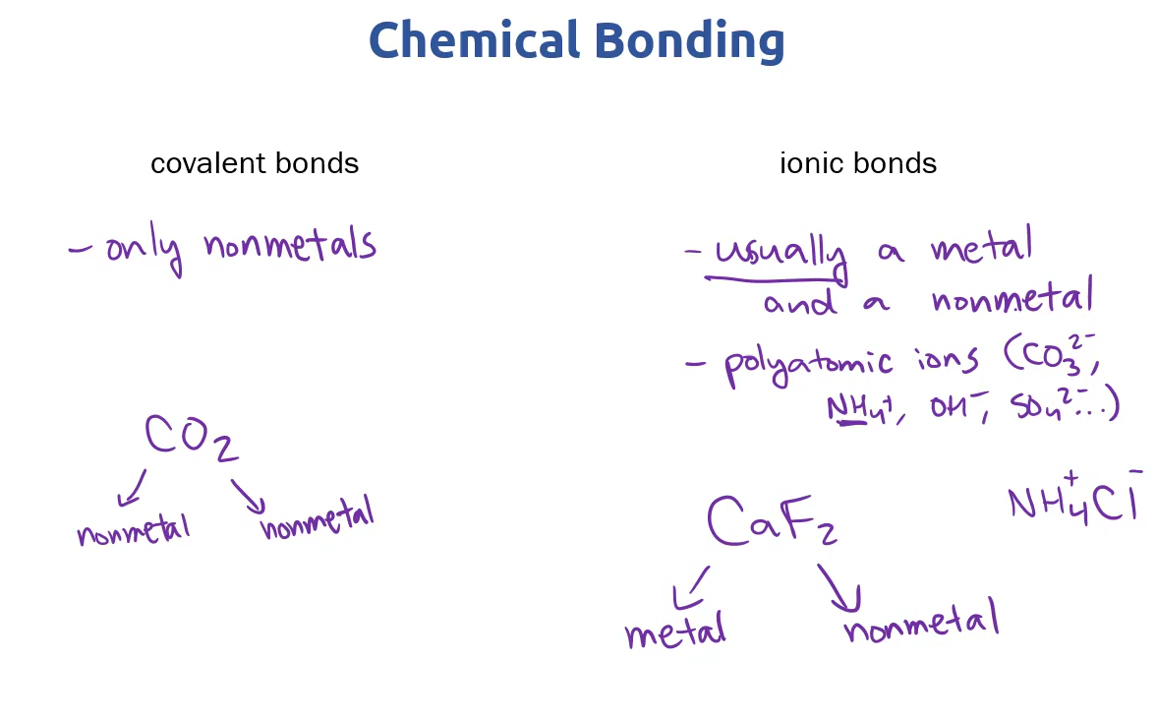 Chemical Bonding
covalent bonds
- only nonmetals
CO₂
nonmetal nonmetal
ionic bonds
- usually a metal
and a nonmetal
- polyatomic ions (CO₃²⁻,
NH₄⁺, OH⁻, SO₄²⁻...)
NH₄⁺Cl⁻
CaF₂
metal nonmetal